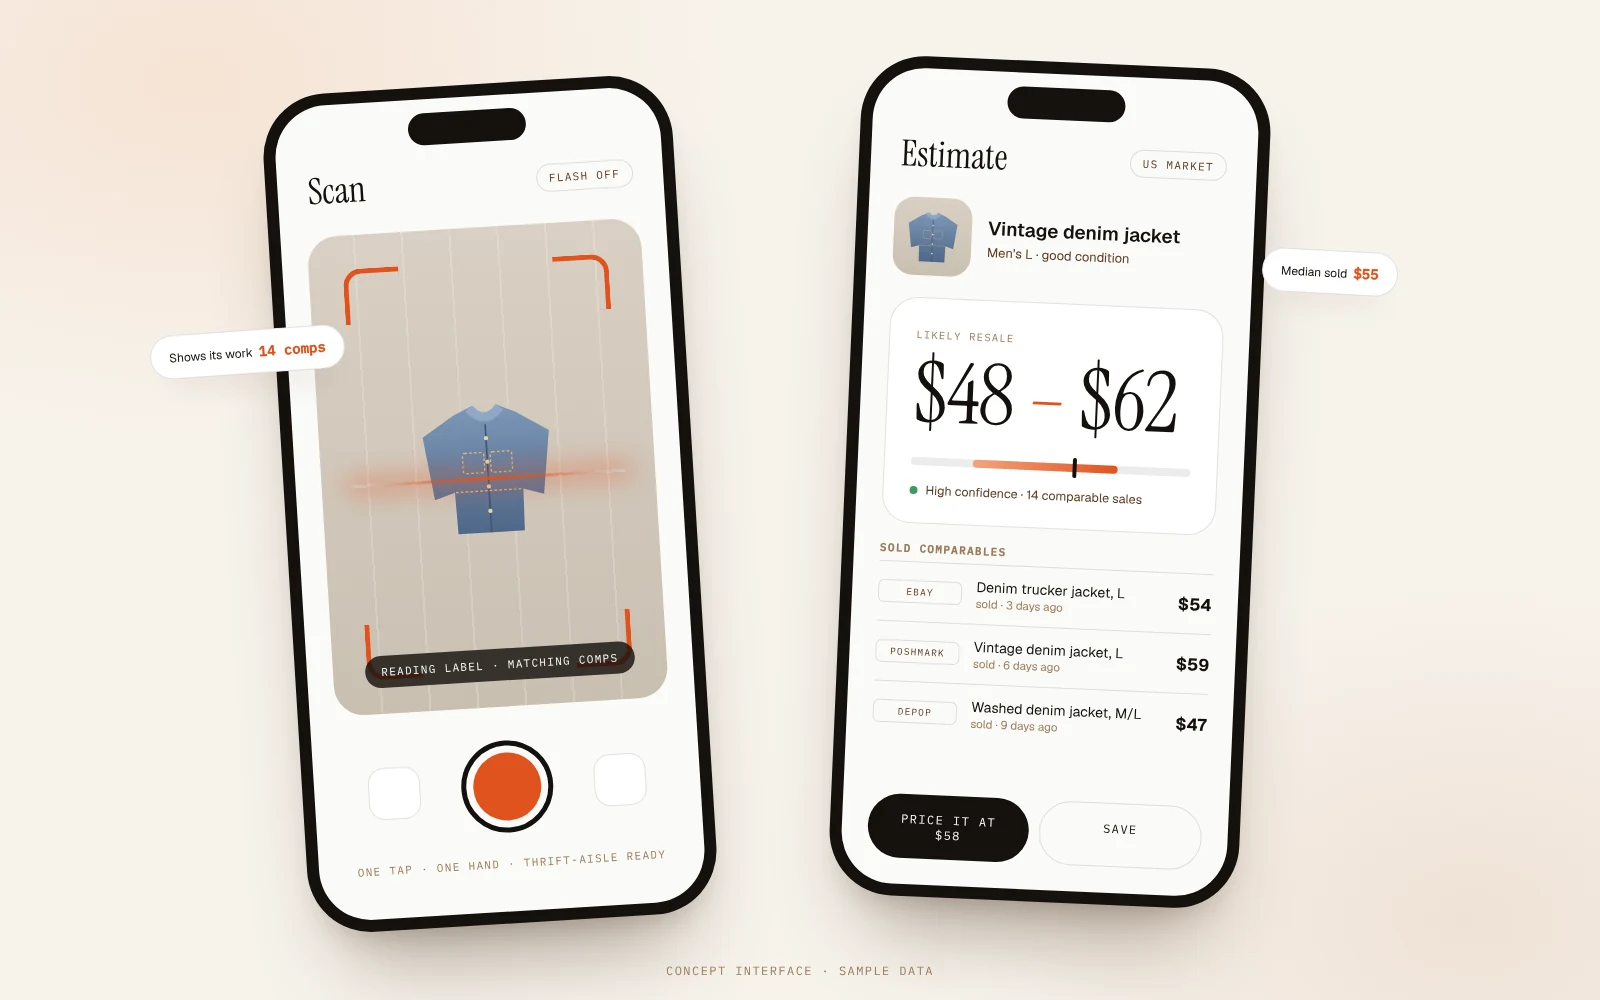 Scan
FLASH OFF
Shows its work 14 comps
READING LABEL · MATCHING COMPS
ONE TAP · ONE HAND · THRIFT-AISLE READY
Estimate
US MARKET
Vintage denim jacket
Men's L · good condition
Median sold $55
LIKELY RESALE
$48 – $62
High confidence · 14 comparable sales
SOLD COMPARABLES
EBAY
Denim trucker jacket, L
sold · 3 days ago
$54
POSHMARK
Vintage denim jacket, L
sold · 6 days ago
$59
DEPOP
Washed denim jacket, M/L
sold · 9 days ago
$47
PRICE IT AT
$58
SAVE
CONCEPT INTERFACE · SAMPLE DATA